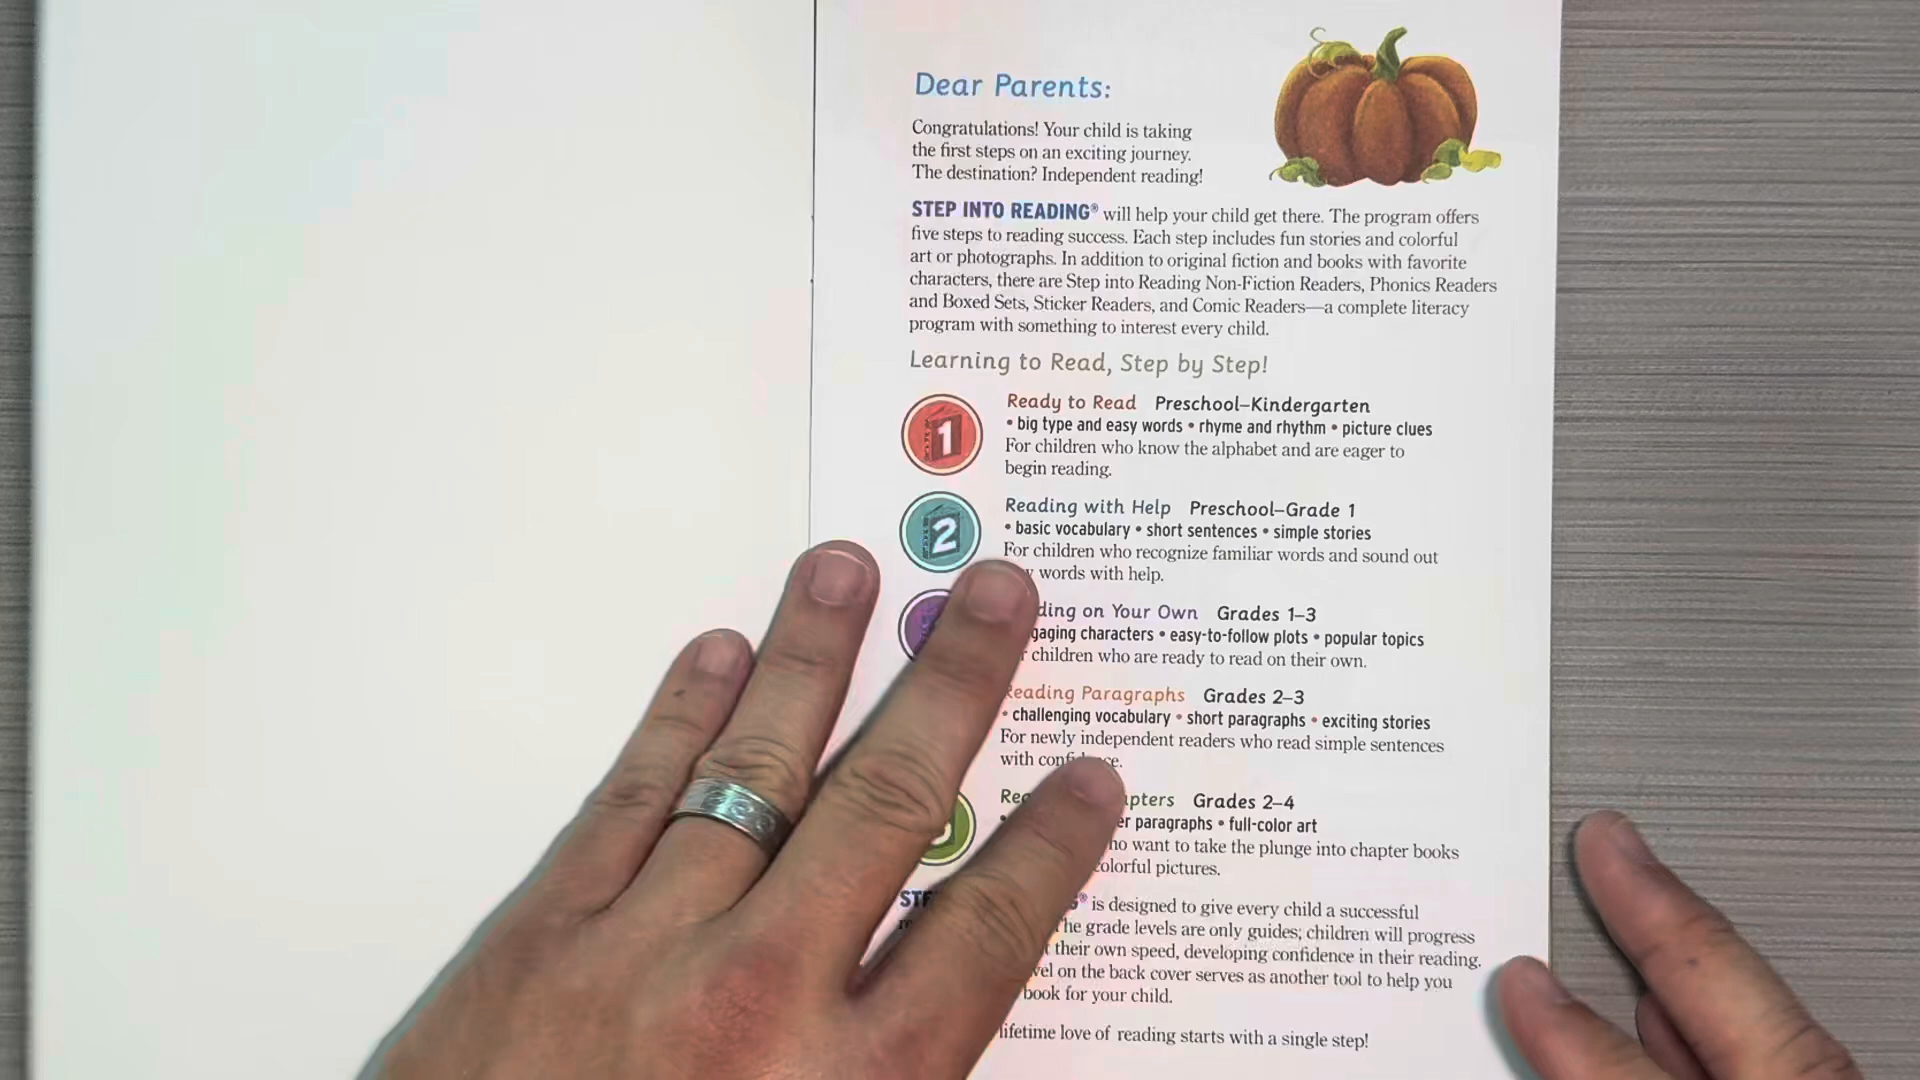 Dear Parents:
Congratulations! Your child is taking
the first steps on an exciting journey.
The destination? Independent reading!
STEP INTO READING® will help your child get there. The program offers
five steps to reading success. Each step includes fun stories and colorful
art or photographs. In addition to original fiction and books with favorite
characters, there are Step into Reading Non-Fiction Readers, Phonics Readers
and Boxed Sets, Sticker Readers, and Comic Readers—a complete literacy
program with something to interest every child.
Learning to Read, Step by Step!
1 Ready to Read Preschool–Kindergarten
• big type and easy words • rhyme and rhythm • picture clues
For children who know the alphabet and are eager to
begin reading.
2 Reading with Help Preschool–Grade 1
• basic vocabulary • short sentences • simple stories
For children who recognize familiar words and sound out
words with help.
on Your Own Grades 1–3
characters • easy-to-follow plots • popular topics
children who are ready to read on their own.
Reading Paragraphs Grades 2–3
• challenging vocabulary • short paragraphs • exciting stories
For newly independent readers who read simple sentences
with
Grades 2–4
paragraphs • full-color art
want to take the plunge into chapter books
colorful pictures.
is designed to give every child a successful
The grade levels are only guides; children will progress
their own speed, developing confidence in their reading.
on the back cover serves as another tool to help you
book for your child.
lifetime love of reading starts with a single step!